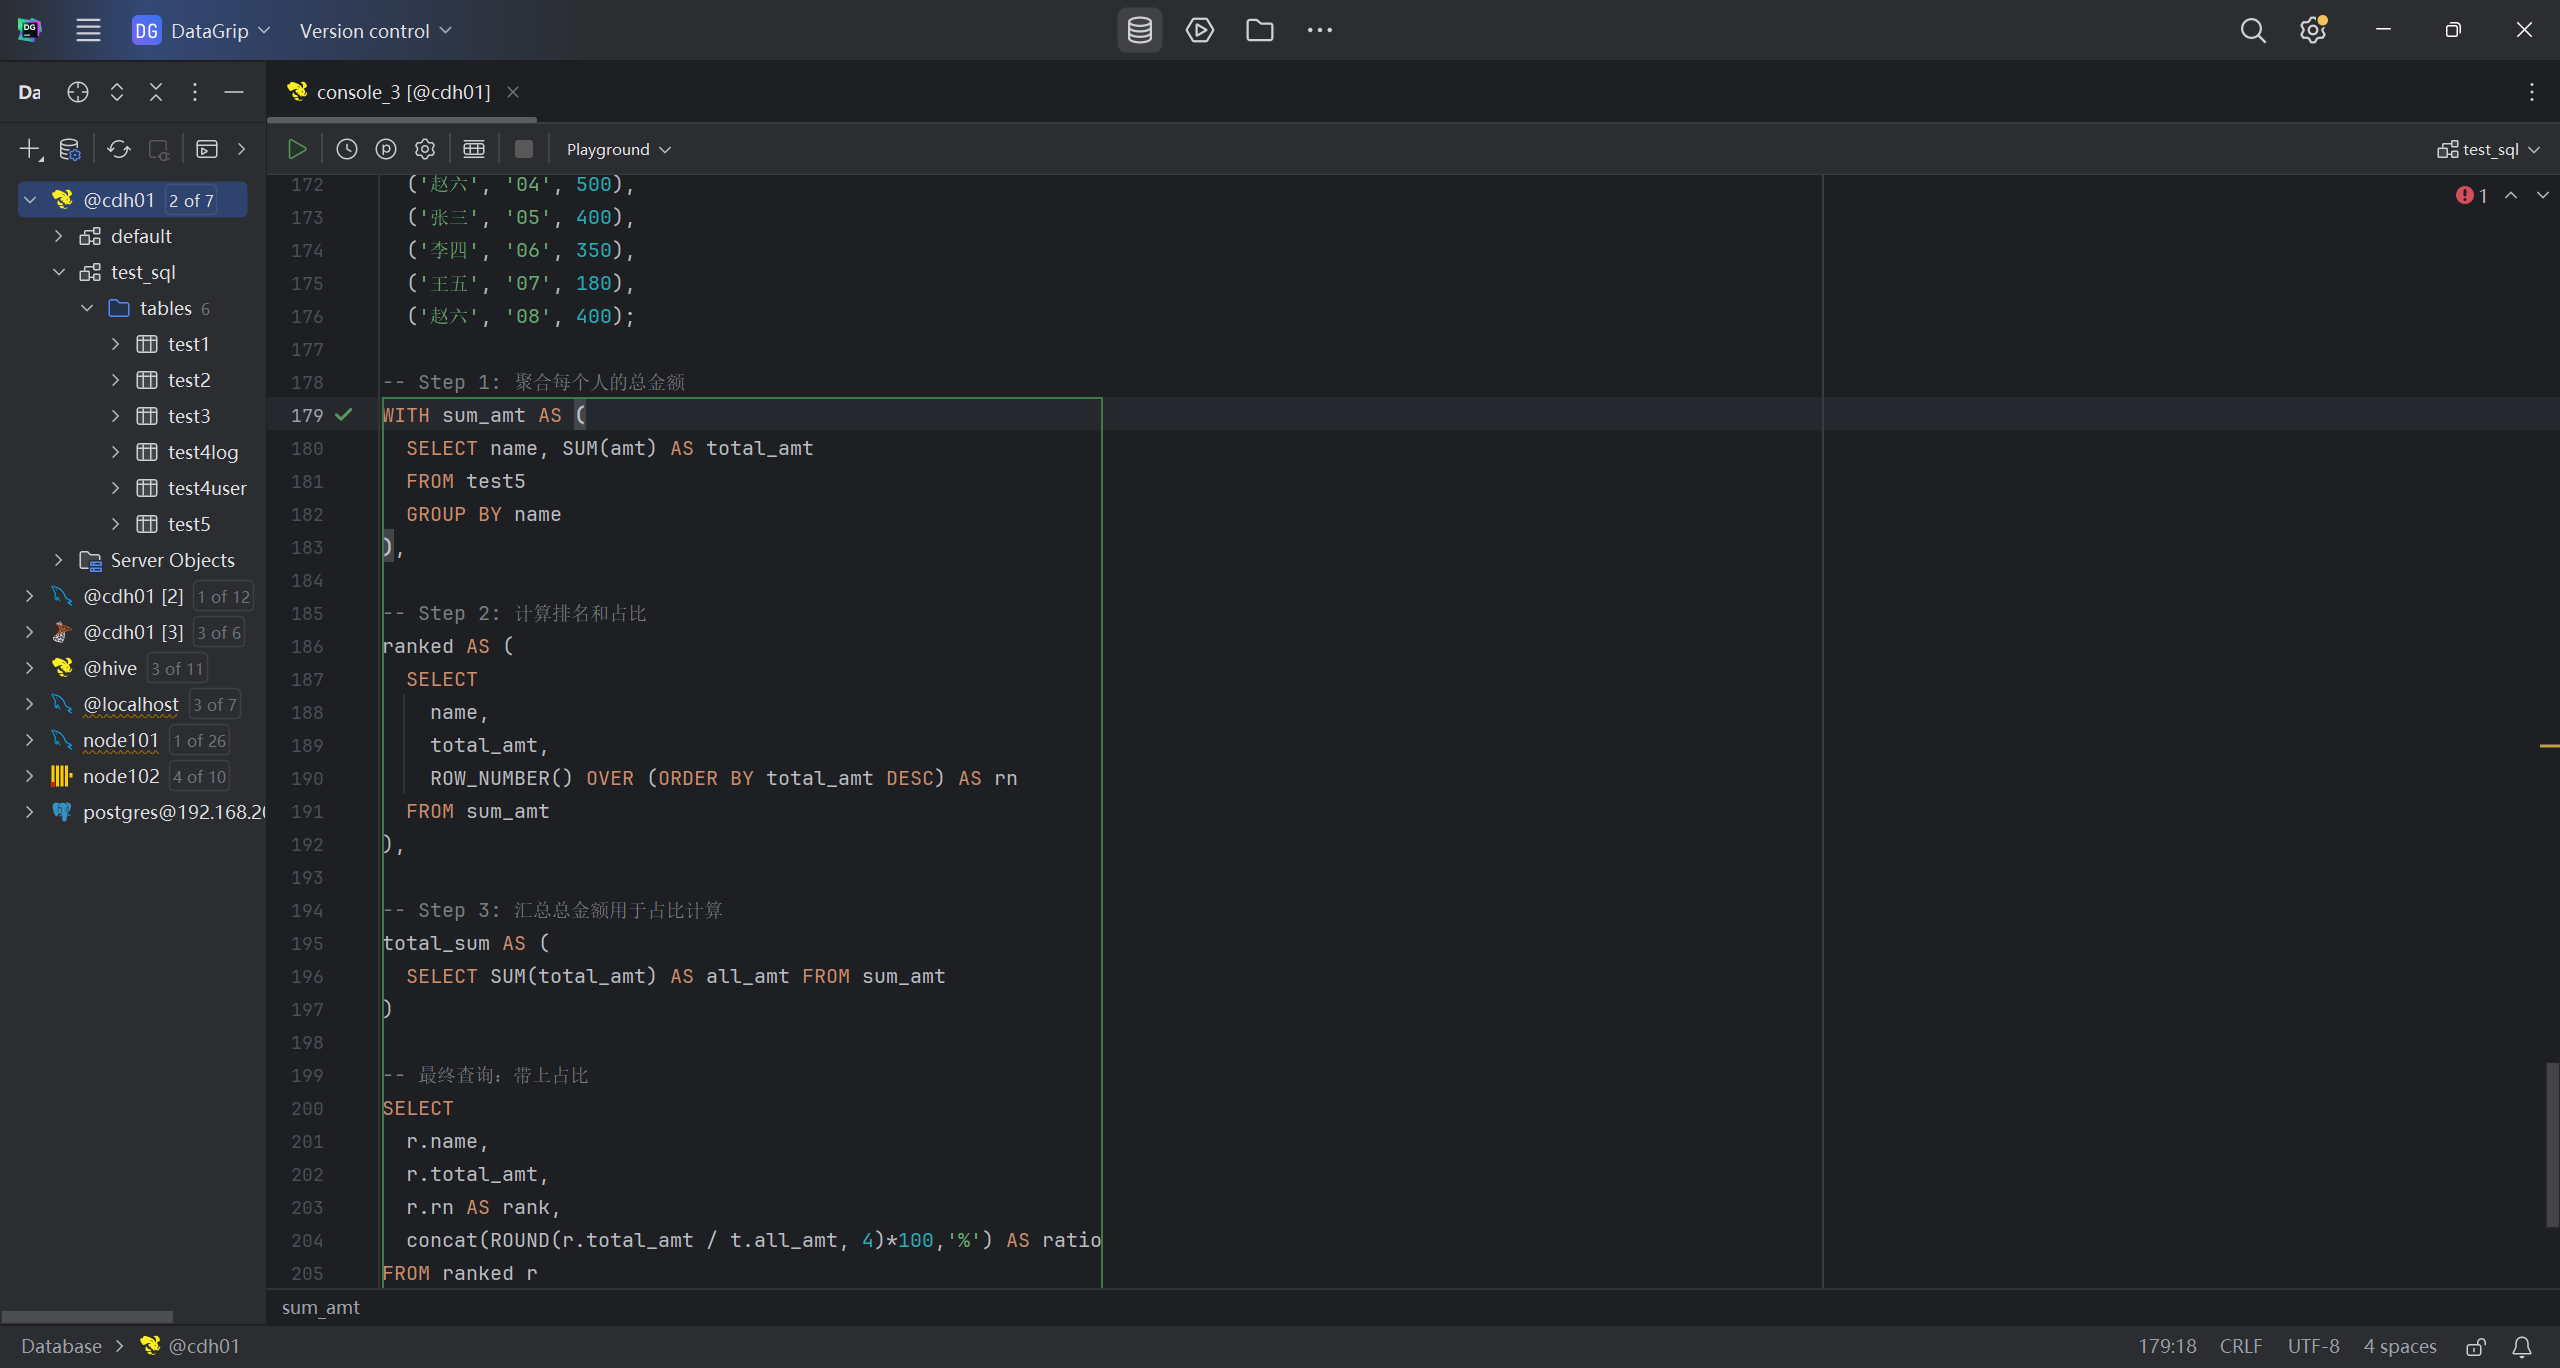 DG DataGrip Version control
Da
console_3 [@cdh01]
Playground
test_sql
@cdh01 2 of 7
default
test_sql
tables 6
test1
test2
test3
test4log
test4user
test5
Server Objects
@cdh01 [2] 1 of 12
@cdh01 [3] 3 of 6
@hive 3 of 11
@localhost 3 of 7
node101 1 of 26
node102 4 of 10
postgres@192.168.20
1
172 ('赵六', '04', 500),
173 ('张三', '05', 400),
174 ('李四', '06', 350),
175 ('王五', '07', 180),
176 ('赵六', '08', 400);
177
178 -- Step 1: 聚合每个人的总金额
179 WITH sum_amt AS (
180 SELECT name, SUM(amt) AS total_amt
181 FROM test5
182 GROUP BY name
183 ),
184
185 -- Step 2: 计算排名和占比
186 ranked AS (
187 SELECT
188 name,
189 total_amt,
190 ROW_NUMBER() OVER (ORDER BY total_amt DESC) AS rn
191 FROM sum_amt
192 ),
193
194 -- Step 3: 汇总总金额用于占比计算
195 total_sum AS (
196 SELECT SUM(total_amt) AS all_amt FROM sum_amt
197 )
198
199 -- 最终查询：带上占比
200 SELECT
201 r.name,
202 r.total_amt,
203 r.rn AS rank,
204 concat(ROUND(r.total_amt / t.all_amt, 4)*100,'%') AS ratio
205 FROM ranked r
sum_amt
Database @cdh01
179:18 CRLF UTF-8 4 spaces